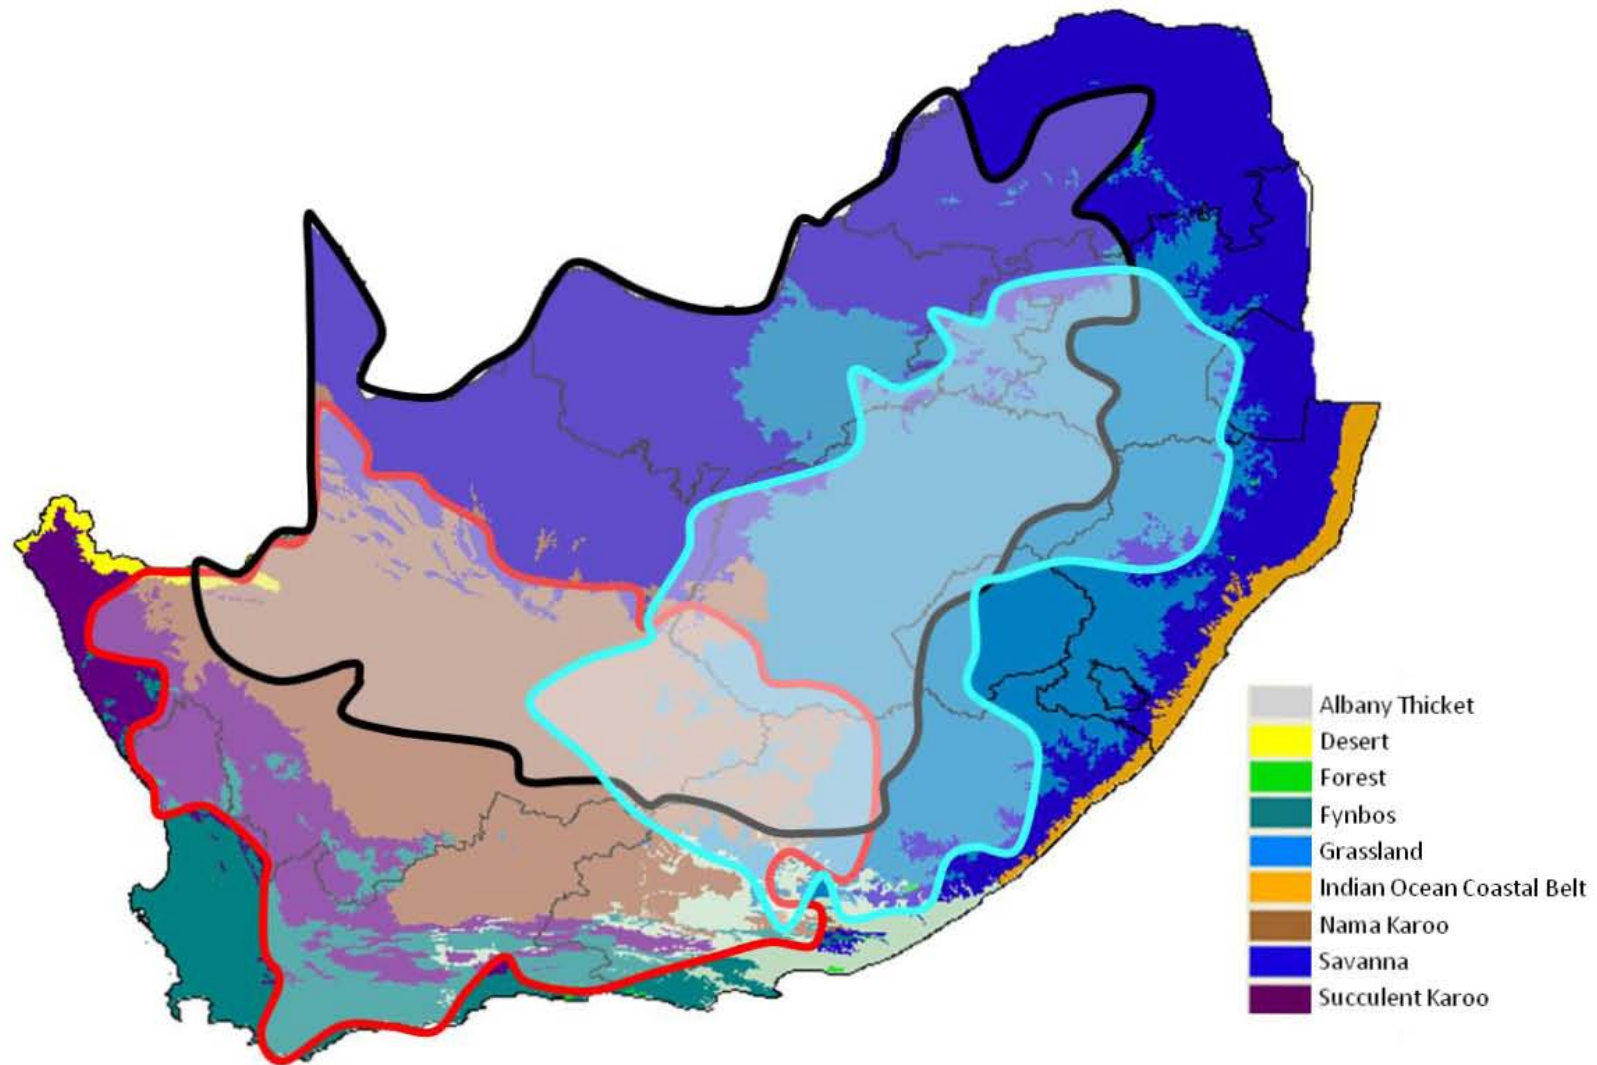 Albany Thicket
Desert
Forest
Fynbos
Grassland
Indian Ocean Coastal Belt
Nama Karoo
Savanna
Succulent Karoo